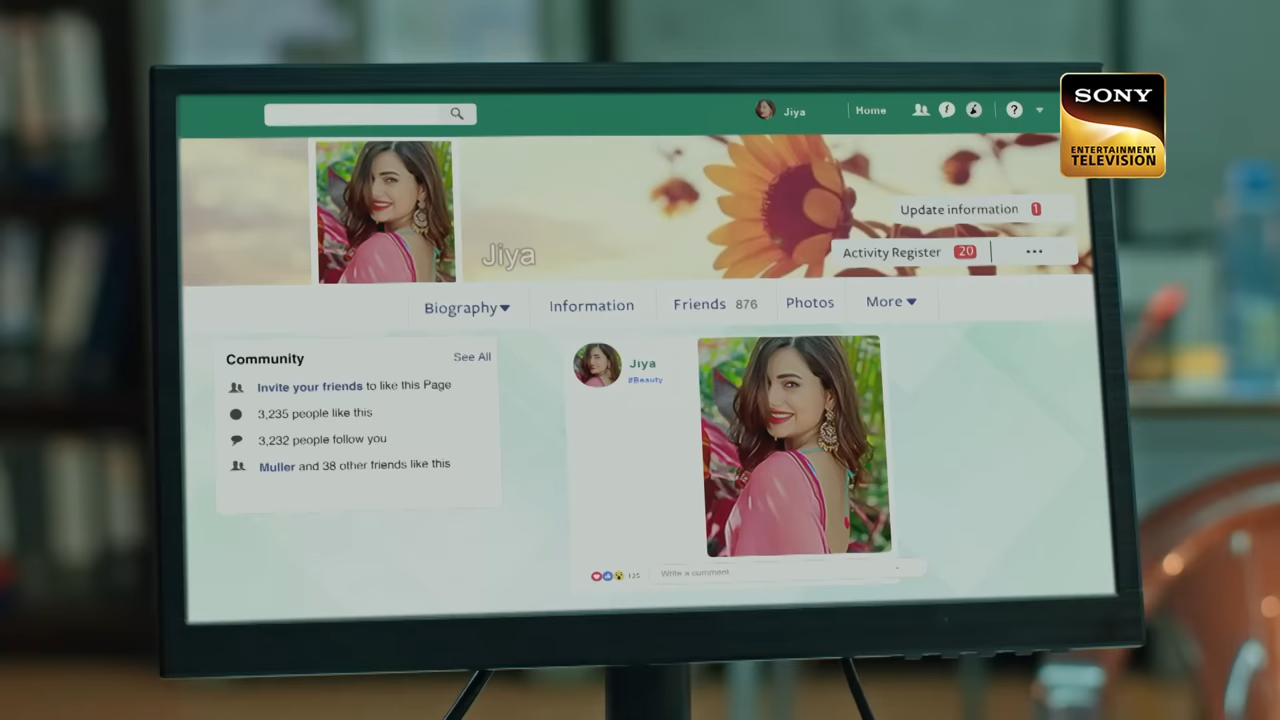 SONY
ENTERTAINMENT
TELEVISION
Jiya
Home
?
Update information 1
Activity Register 20 ...
Jiya
Biography
Information
Friends 876
Photos
More
Community
See All
Invite your friends to like this Page
3,235 people like this
3,232 people follow you
Muller and 38 other friends like this
Jiya
#Beauty
Write a comment